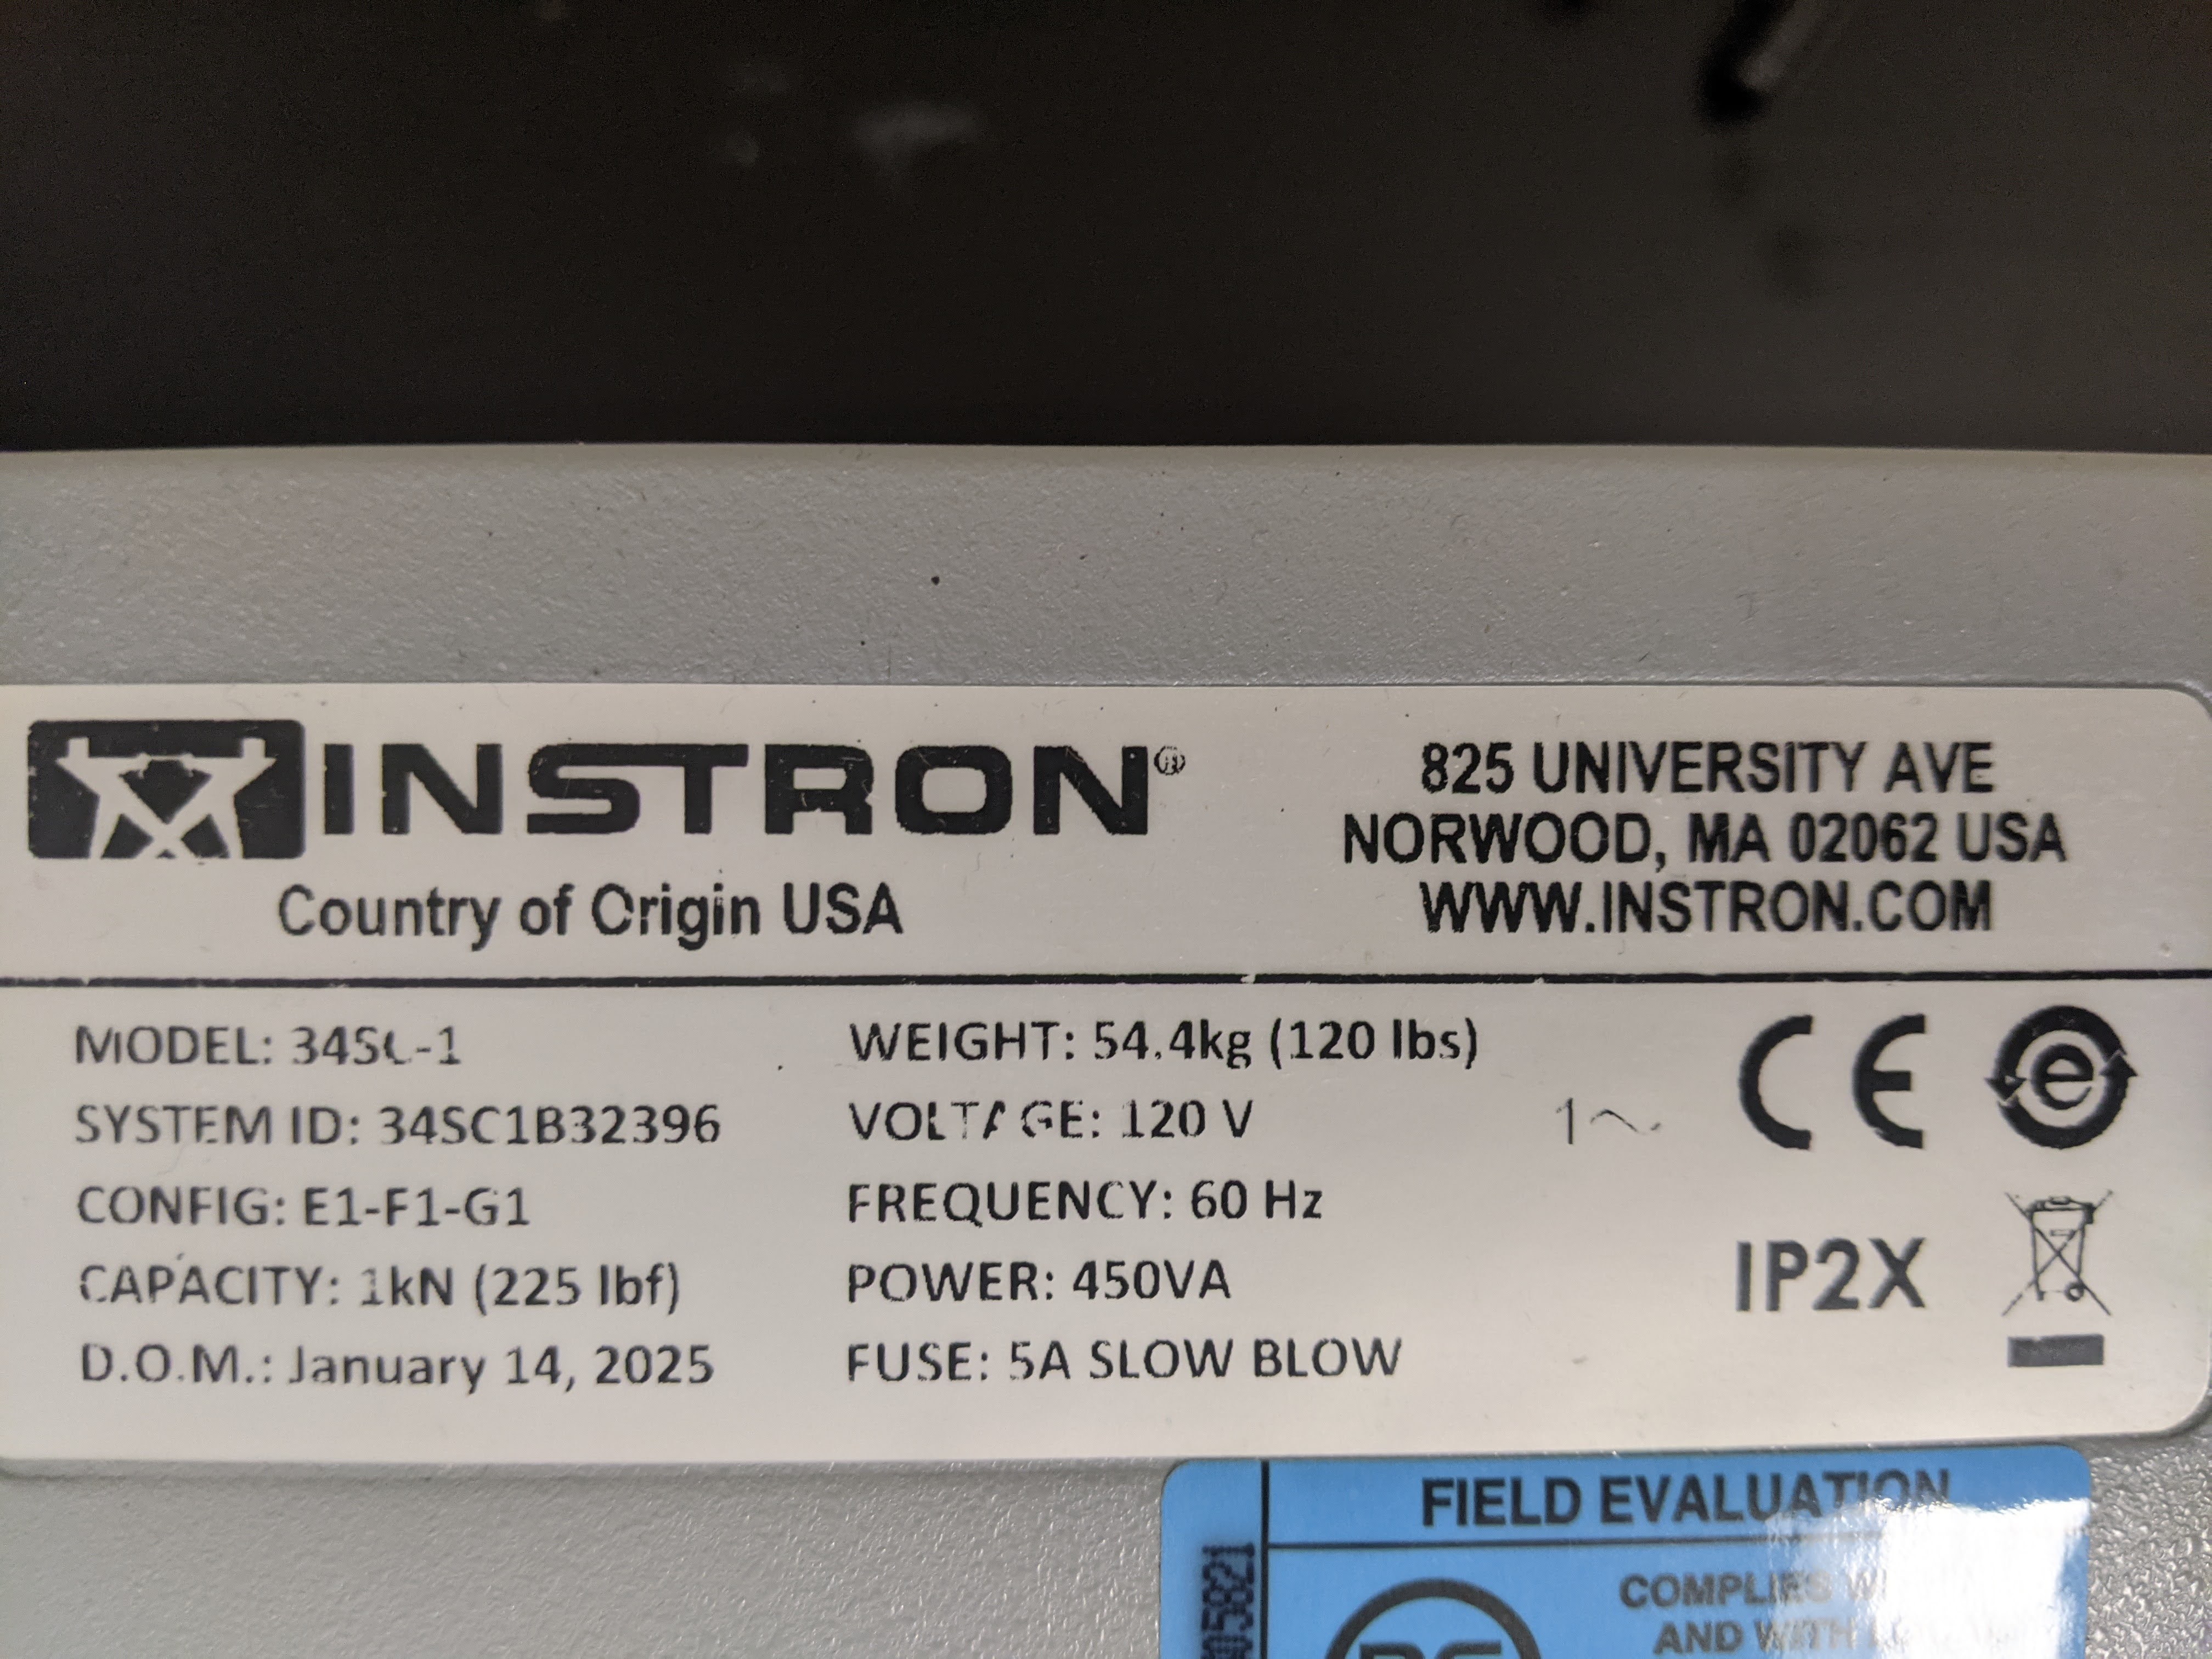 INSTRON®
Country of Origin USA
825 UNIVERSITY AVE
NORWOOD, MA 02062 USA
WWW.INSTRON.COM
MODEL: 34SC-1
SYSTEM ID: 34SC1B32396
CONFIG: E1-F1-G1
CAPACITY: 1kN (225 lbf)
D.O.M.: January 14, 2025
WEIGHT: 54.4kg (120 lbs)
VOLTAGE: 120 V 1~
FREQUENCY: 60 Hz
POWER: 450VA
FUSE: 5A SLOW BLOW
CE
e
IP2X
FIELD EVALUATION
COMPLIES
AND WITH